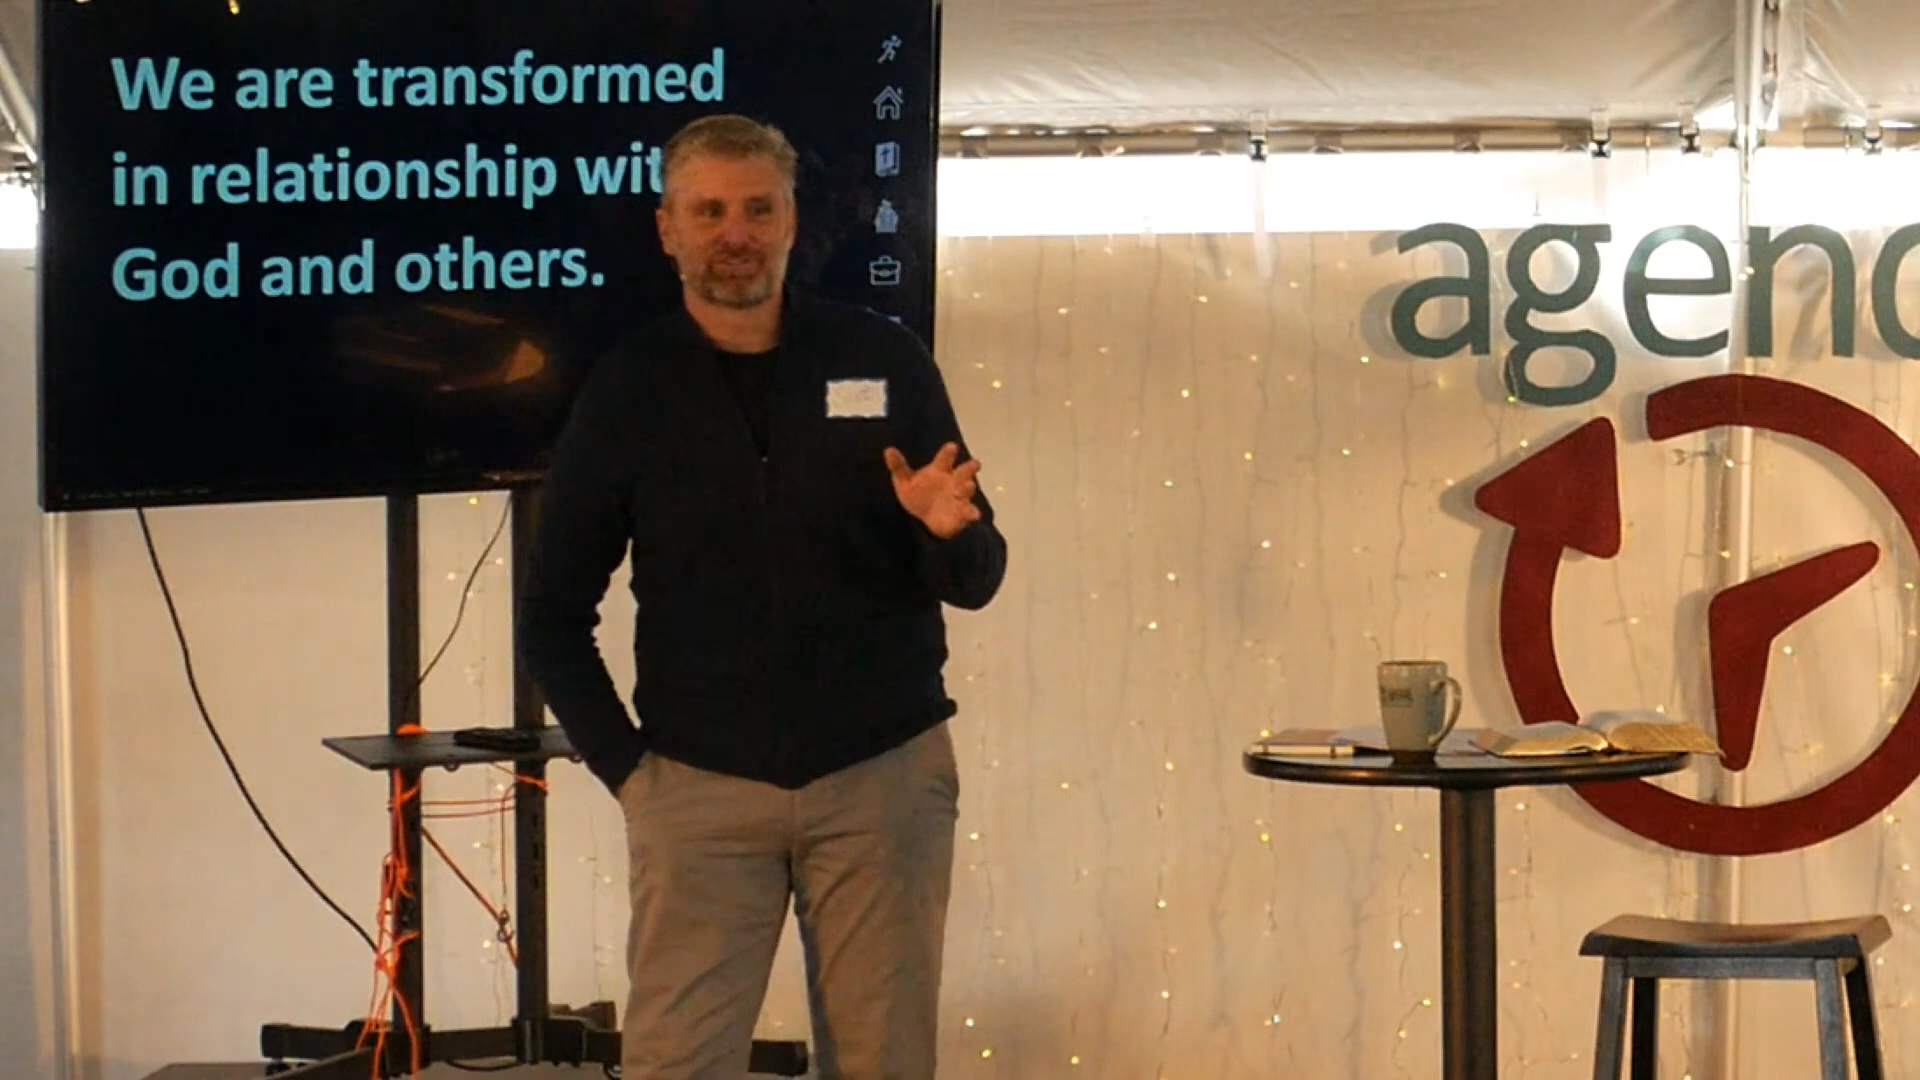 We are transformed
in relationship wit
God and others.
agen